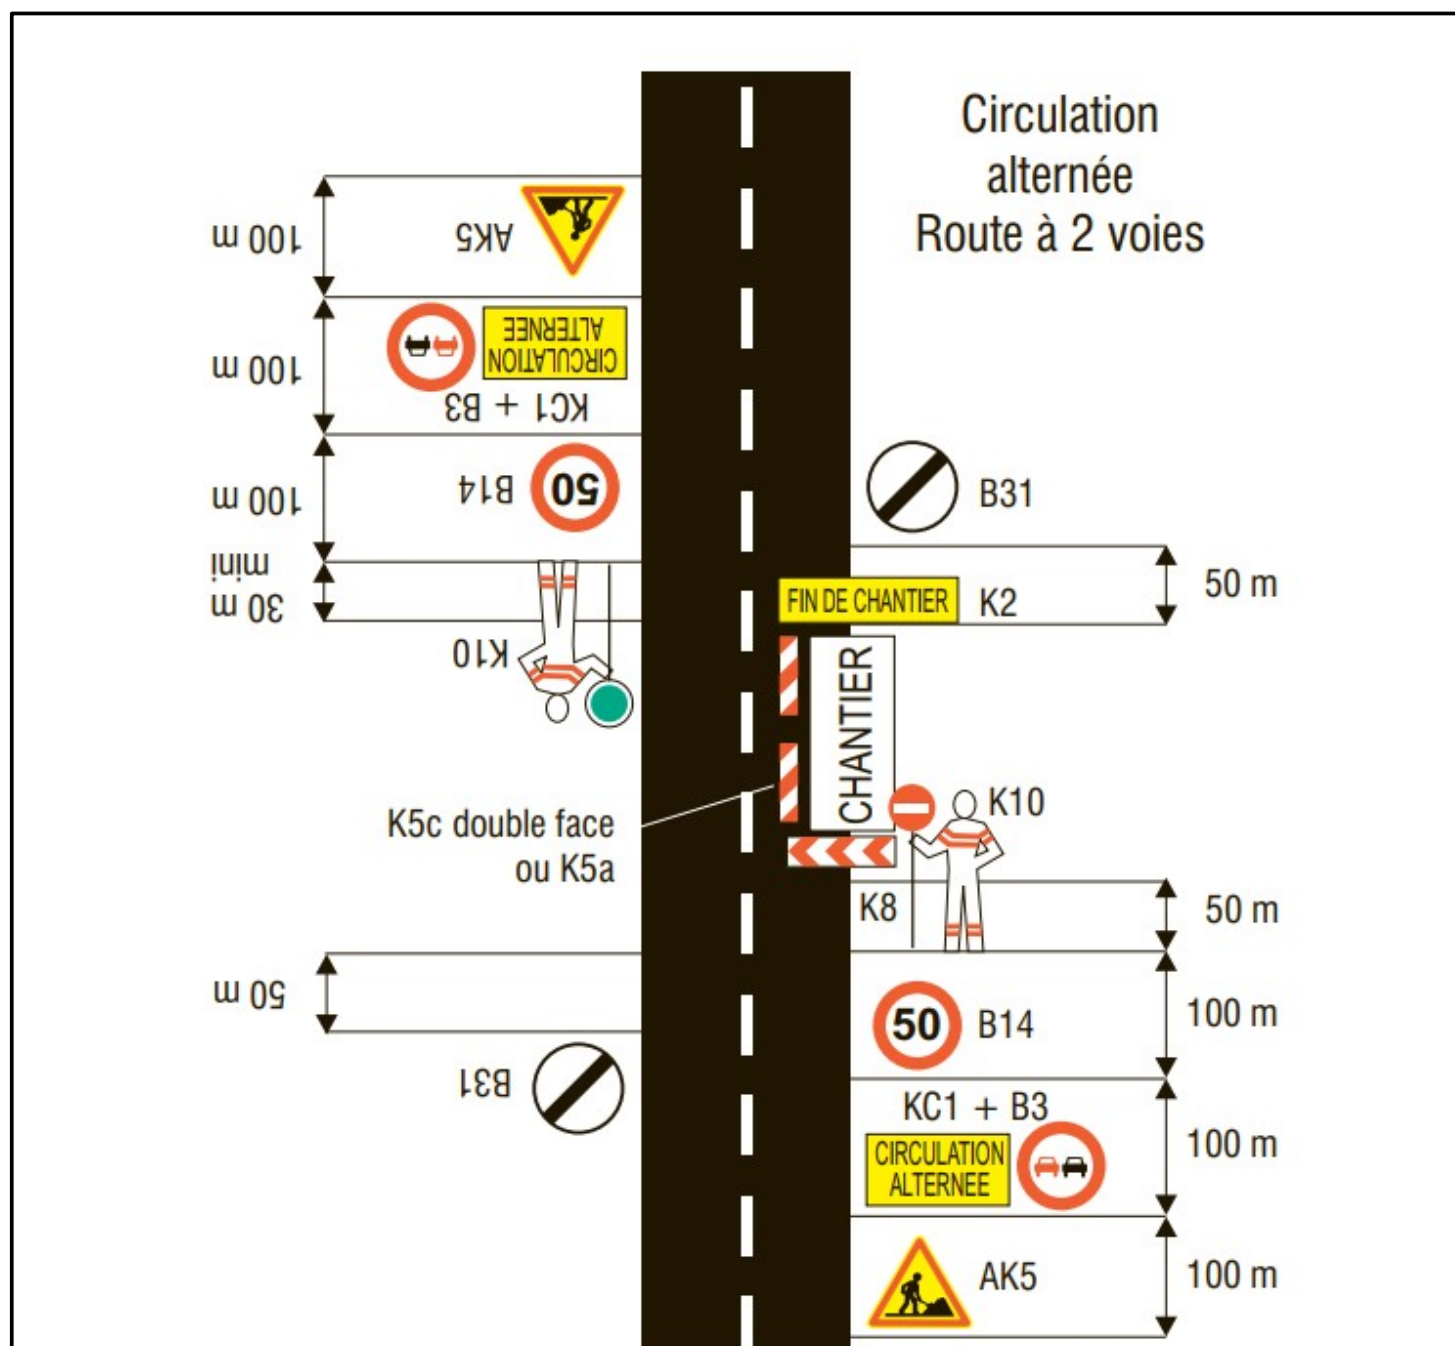 Circulation
alternée
Route à 2 voies
100 m
AK5
100 m
CIRCULATION
ALTERNEE
KC1 + B3
100 m
B14
50
B31
30 m
mini
K10
FIN DE CHANTIER
K2
50 m
CHANTIER
K10
K5c double face
ou K5a
K8
50 m
50 m
B31
50
B14
100 m
KC1 + B3
CIRCULATION
ALTERNEE
100 m
AK5
100 m